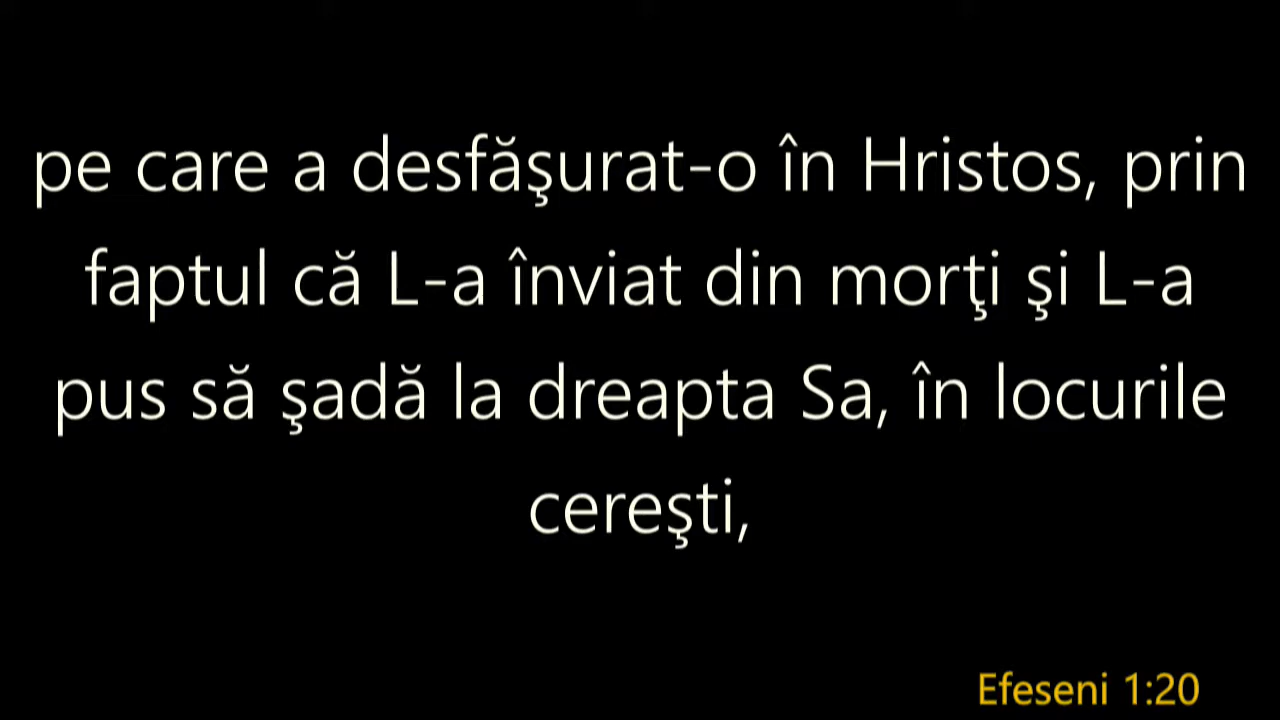 pe care a desfăşurat-o în Hristos, prin
faptul că L-a înviat din morţi şi L-a
pus să şadă la dreapta Sa, în locurile
cereşti,
Efeseni 1:20